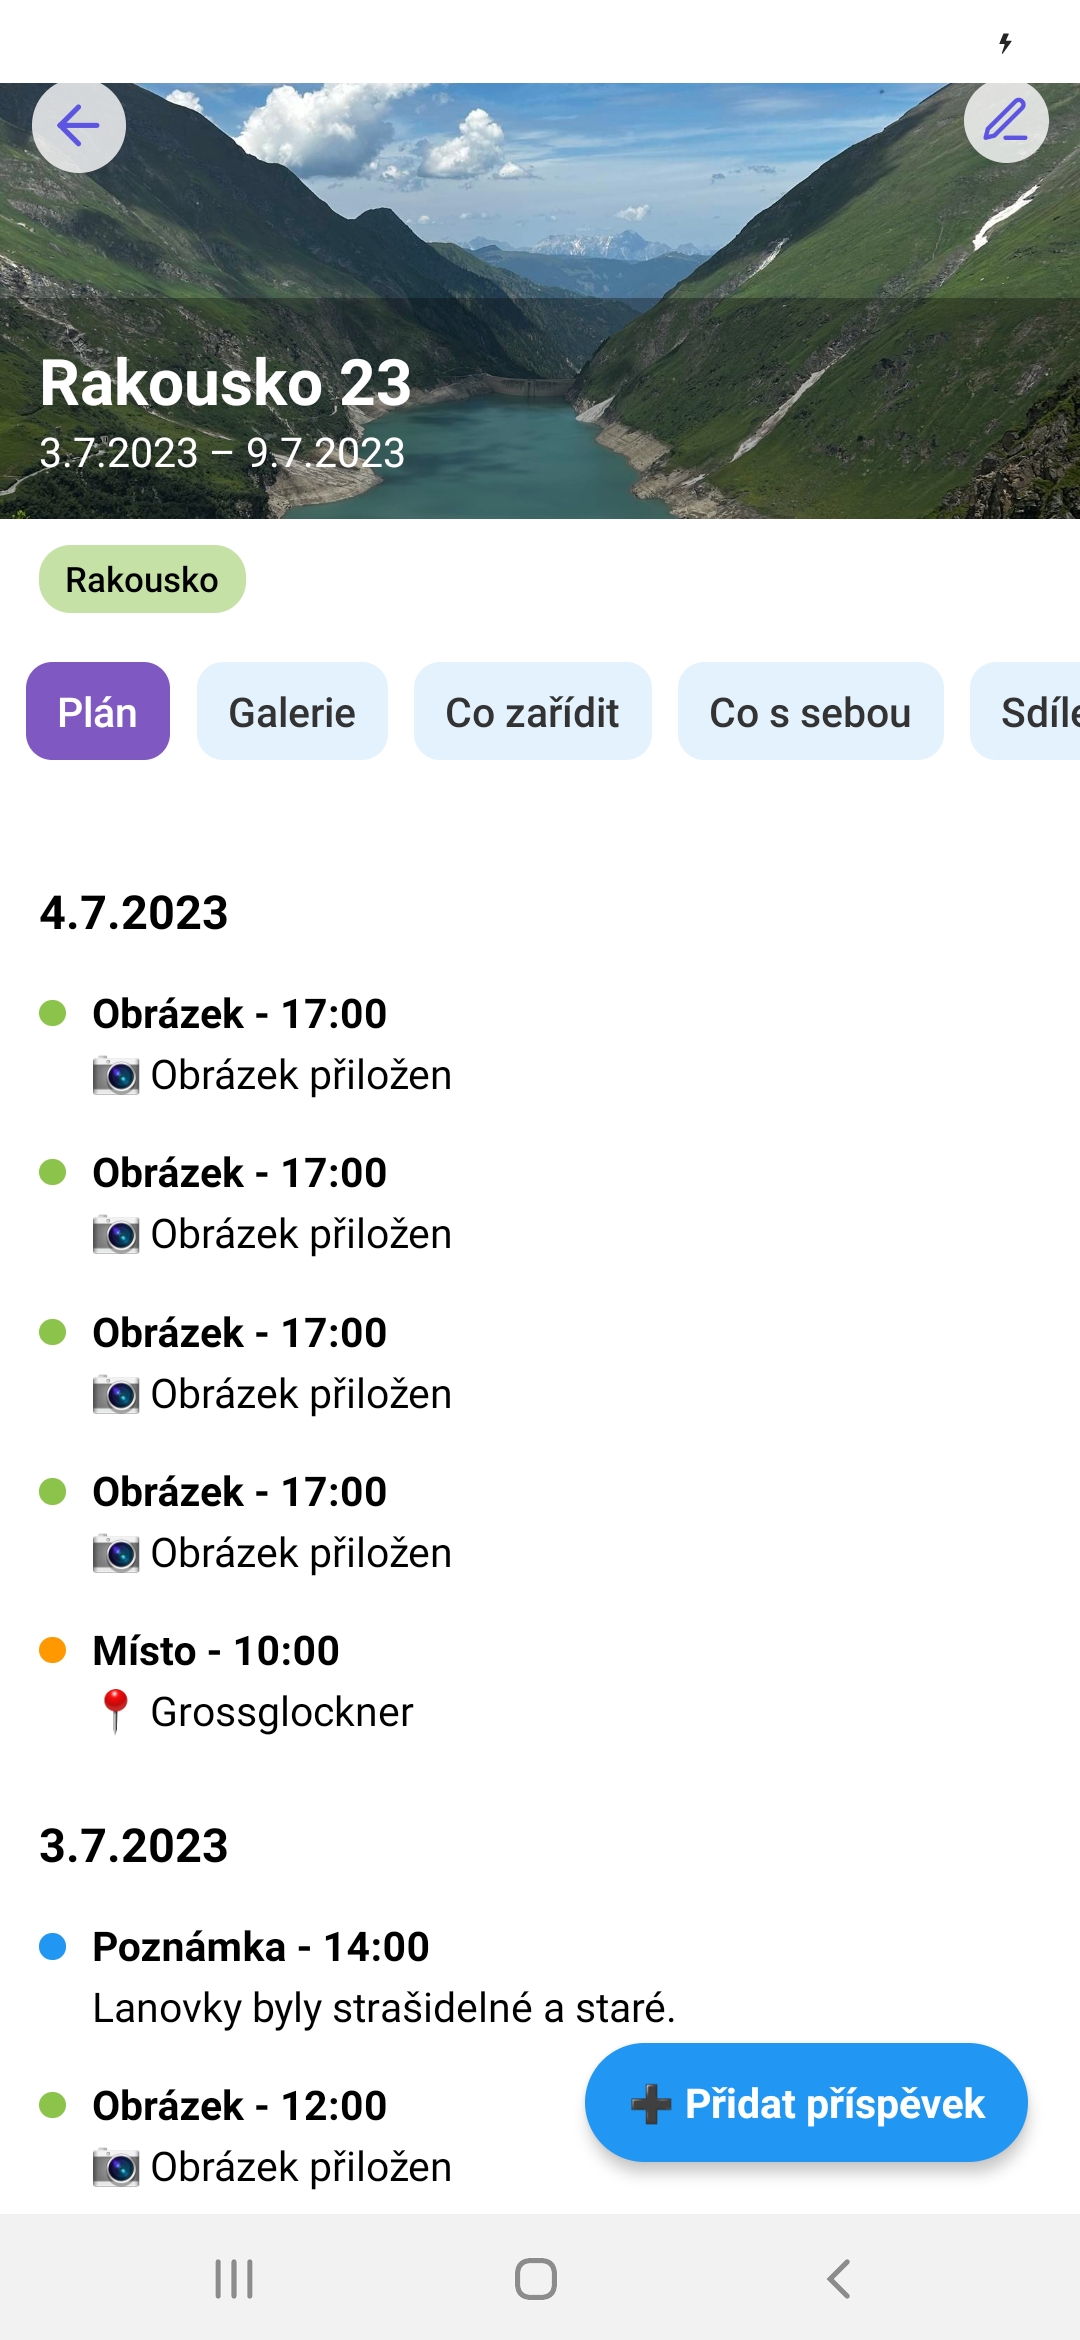 Rakousko 23
3.7.2023 – 9.7.2023
Rakousko
Plán
Galerie
Co zařídit
Co s sebou
Sdíle
4.7.2023
Obrázek - 17:00
📷 Obrázek přiložen
Obrázek - 17:00
📷 Obrázek přiložen
Obrázek - 17:00
📷 Obrázek přiložen
Obrázek - 17:00
📷 Obrázek přiložen
Místo - 10:00
📍 Grossglockner
3.7.2023
Poznámka - 14:00
Lanovky byly strašidelné a staré.
Obrázek - 12:00
📷 Obrázek přiložen
➕ Přidat příspěvek